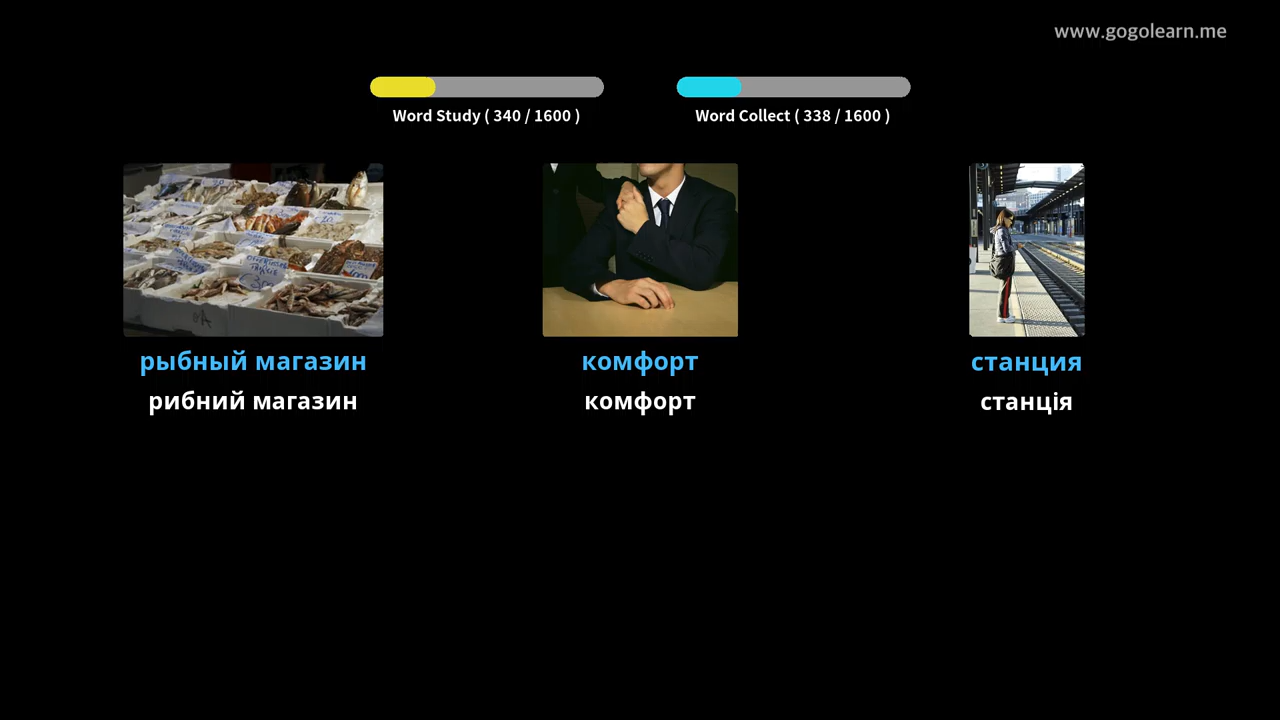 www.gogolearn.me
Word Study ( 340 / 1600 )
Word Collect ( 338 / 1600 )
рыбный магазин
рибний магазин
комфорт
комфорт
станция
станція